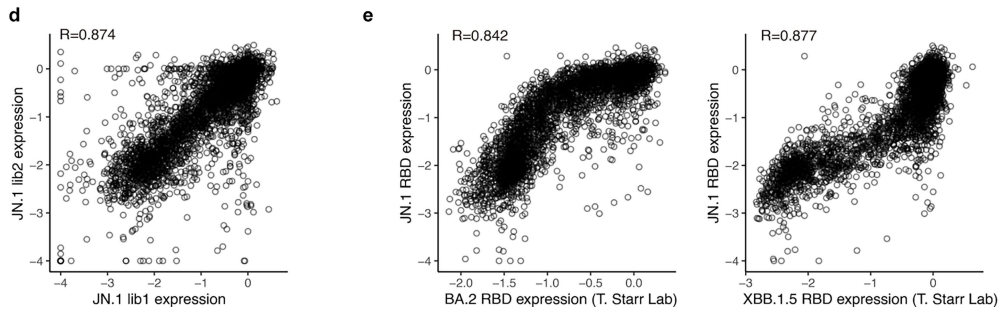 d
R=0.874
0
−1
−2
−3
−4
JN.1 lib2 expression
−4 −3 −2 −1 0
JN.1 lib1 expression
e
R=0.842
0
−1
−2
−3
−4
JN.1 RBD expression
−2.0 −1.5 −1.0 −0.5 0.0
BA.2 RBD expression (T. Starr Lab)
R=0.877
0
−1
−2
−3
−4
JN.1 RBD expression
−3 −2 −1 0
XBB.1.5 RBD expression (T. Starr Lab)